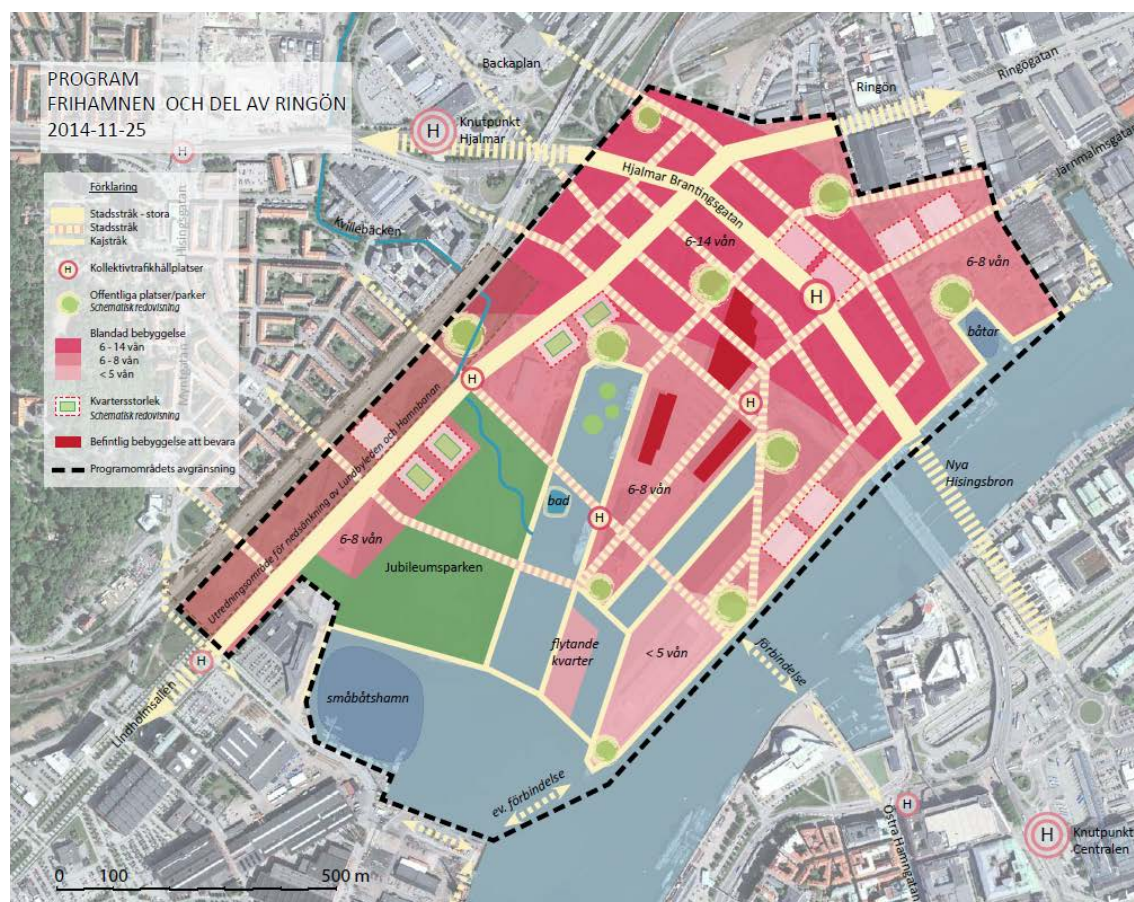 PROGRAM
FRIHAMNEN OCH DEL AV RINGÖN
2014-11-25
Förklaring
Stadsstråk - stora
Stadsstråk
Kajstråk
H
Kollektivtrafikhållplatser
Offentliga platser/parker
Schematisk redovisning
Blandad bebyggelse
6 - 14 vån
6 - 8 vån
< 5 vån
Kvartersstorlek
Schematisk redovisning
Befintlig bebyggelse att bevara
Programområdets avgränsning
H
Backaplan
H
Knutpunkt
Hjalmar
Ringön
Ringögatan
Järnmalmsgatan
Hjalmar Brantingsgatan
Kvillebäcken
6-14 vån
6-8 vån
H
båtar
H
H
Nya
Hisingsbron
Utredningsområde för nedsänkning av Lundbyleden och Hamnbanan
bad
6-8 vån
H
6-8 vån
Jubileumsparken
flytande
kvarter
< 5 vån
förbindelse
H
Lindholmsallén
småbåtshamn
ev. förbindelse
H
Östra Hamngatan
H
Knutpunkt
Centralen
0 100 500 m